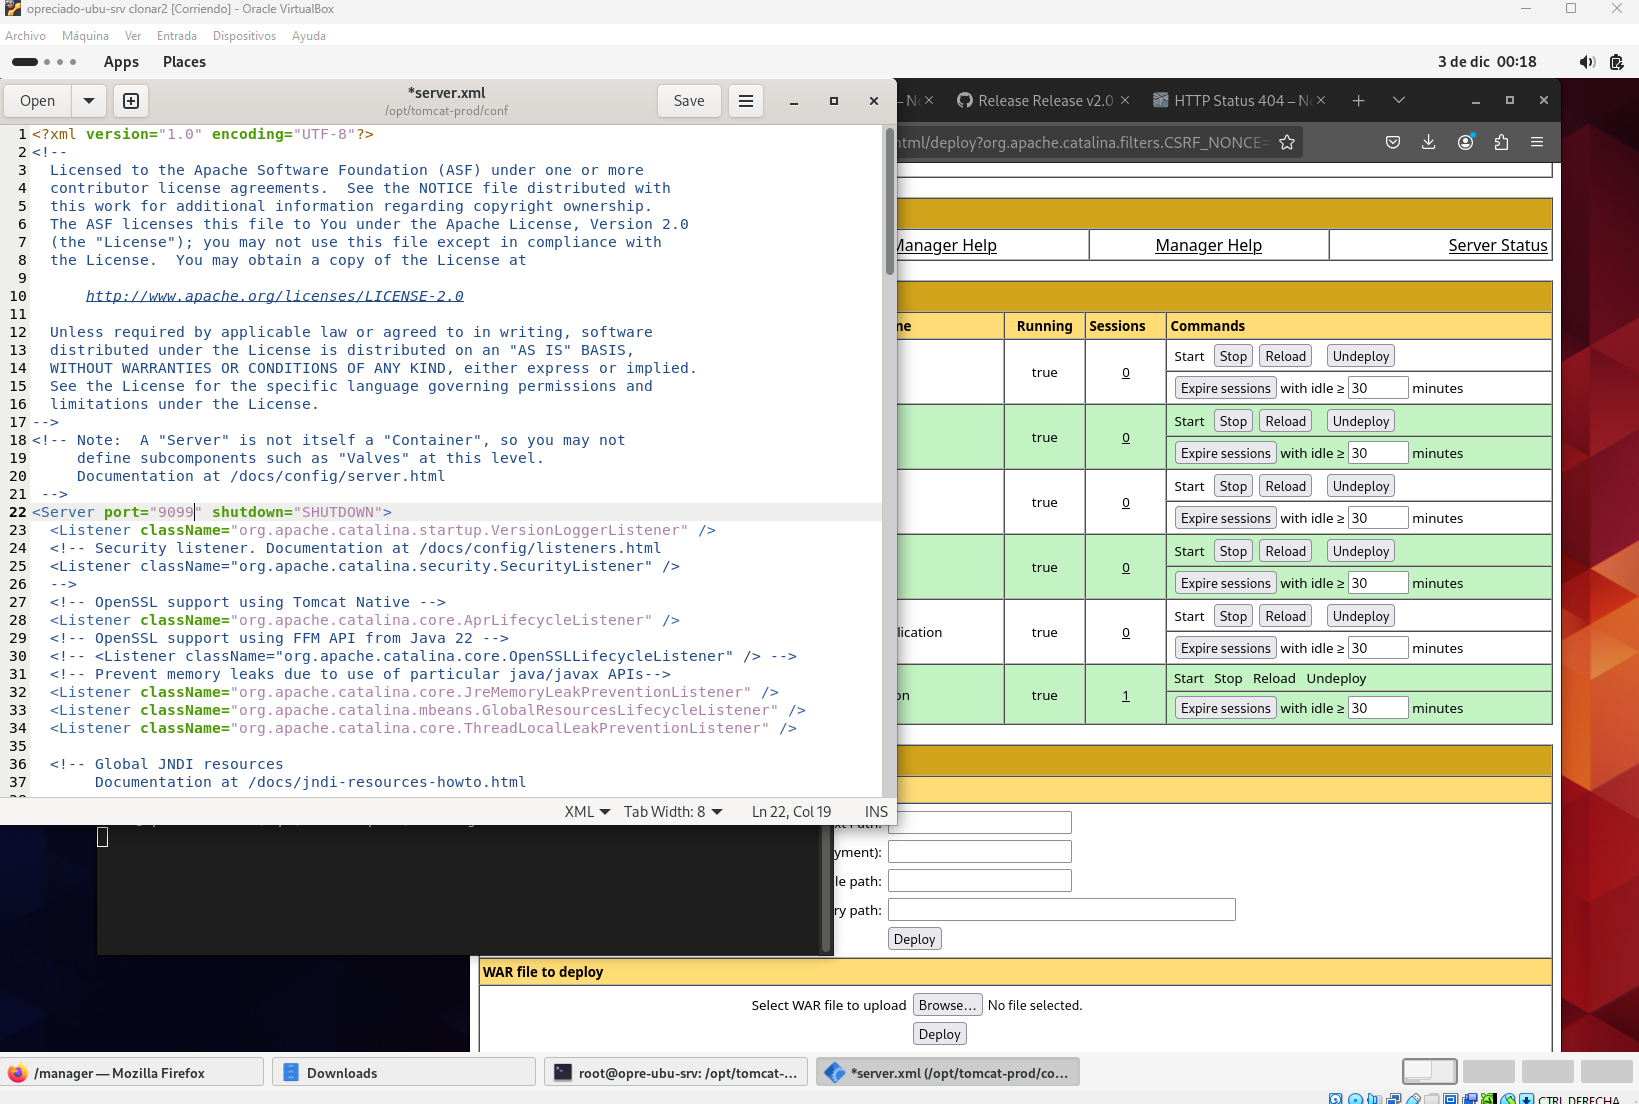 opreciado-ubu-srv clonar2 [Corriendo] - Oracle VirtualBox
Archivo Máquina Ver Entrada Dispositivos Ayuda
Apps Places
3 de dic 00:18
Open
*server.xml
/opt/tomcat-prod/conf
Save
Release Release v2.0
HTTP Status 404 – No
html/deploy?org.apache.catalina.filters.CSRF_NONCE=
1 <?xml version="1.0" encoding="UTF-8"?>
2 <!--
3 Licensed to the Apache Software Foundation (ASF) under one or more
4 contributor license agreements. See the NOTICE file distributed with
5 this work for additional information regarding copyright ownership.
6 The ASF licenses this file to You under the Apache License, Version 2.0
7 (the "License"); you may not use this file except in compliance with
8 the License. You may obtain a copy of the License at
9
10 http://www.apache.org/licenses/LICENSE-2.0
11
12 Unless required by applicable law or agreed to in writing, software
13 distributed under the License is distributed on an "AS IS" BASIS,
14 WITHOUT WARRANTIES OR CONDITIONS OF ANY KIND, either express or implied.
15 See the License for the specific language governing permissions and
16 limitations under the License.
17 -->
18 <!-- Note: A "Server" is not itself a "Container", so you may not
19 define subcomponents such as "Valves" at this level.
20 Documentation at /docs/config/server.html
21 -->
22 <Server port="9099" shutdown="SHUTDOWN">
23 <Listener className="org.apache.catalina.startup.VersionLoggerListener" />
24 <!-- Security listener. Documentation at /docs/config/listeners.html
25 <Listener className="org.apache.catalina.security.SecurityListener" />
26 -->
27 <!-- OpenSSL support using Tomcat Native -->
28 <Listener className="org.apache.catalina.core.AprLifecycleListener" />
29 <!-- OpenSSL support using FFM API from Java 22 -->
30 <!-- <Listener className="org.apache.catalina.core.OpenSSLLifecycleListener" /> -->
31 <!-- Prevent memory leaks due to use of particular java/javax APIs-->
32 <Listener className="org.apache.catalina.core.JreMemoryLeakPreventionListener" />
33 <Listener className="org.apache.catalina.mbeans.GlobalResourcesLifecycleListener" />
34 <Listener className="org.apache.catalina.core.ThreadLocalLeakPreventionListener" />
35
36 <!-- Global JNDI resources
37 Documentation at /docs/jndi-resources-howto.html
XML Tab Width: 8 Ln 22, Col 19 INS
Manager Help Manager Help Server Status
ne Running Sessions Commands
true 0 Start Stop Reload Undeploy
Expire sessions with idle ≥ 30 minutes
true 0 Start Stop Reload Undeploy
Expire sessions with idle ≥ 30 minutes
true 0 Start Stop Reload Undeploy
Expire sessions with idle ≥ 30 minutes
true 0 Start Stop Reload Undeploy
Expire sessions with idle ≥ 30 minutes
lication true 0 Start Stop Reload Undeploy
Expire sessions with idle ≥ 30 minutes
on true 1 Start Stop Reload Undeploy
Expire sessions with idle ≥ 30 minutes
xt Path:
yment):
le path:
ry path:
Deploy
WAR file to deploy
Select WAR file to upload Browse... No file selected.
Deploy
/manager — Mozilla Firefox
Downloads
root@opre-ubu-srv: /opt/tomcat-...
*server.xml (/opt/tomcat-prod/co...
CTRL DERECHA